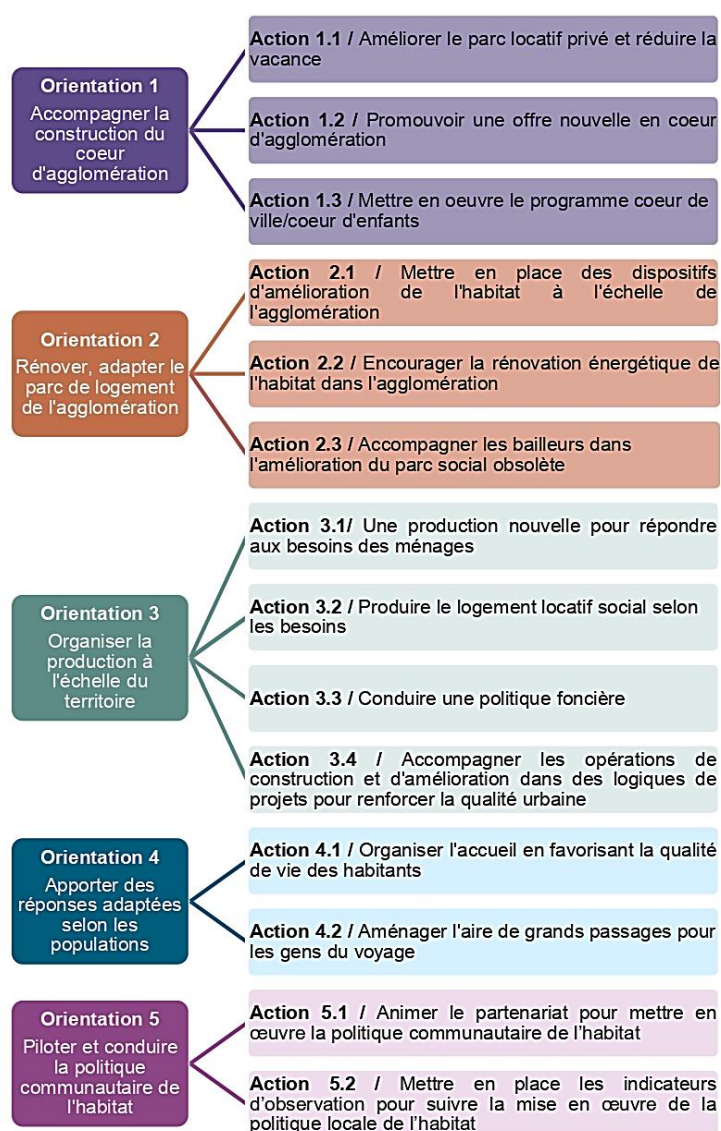 Orientation 1
Accompagner la
construction du
coeur
d'agglomération
Action 1.1 / Améliorer le parc locatif privé et réduire la
vacance
Action 1.2 / Promouvoir une offre nouvelle en coeur
d'agglomération
Action 1.3 / Mettre en oeuvre le programme coeur de
ville/coeur d'enfants
Orientation 2
Rénover, adapter le
parc de logement
de l'agglomération
Action 2.1 / Mettre en place des dispositifs
d'amélioration de l'habitat à l'échelle de
l'agglomération
Action 2.2 / Encourager la rénovation énergétique de
l'habitat dans l'agglomération
Action 2.3 / Accompagner les bailleurs dans
l'amélioration du parc social obsolète
Orientation 3
Organiser la
production à
l'échelle du
territoire
Action 3.1/ Une production nouvelle pour répondre
aux besoins des ménages
Action 3.2 / Produire le logement locatif social selon
les besoins
Action 3.3 / Conduire une politique foncière
Action 3.4 / Accompagner les opérations de
construction et d'amélioration dans des logiques de
projets pour renforcer la qualité urbaine
Orientation 4
Apporter des
réponses adaptées
selon les
populations
Action 4.1 / Organiser l'accueil en favorisant la qualité
de vie des habitants
Action 4.2 / Aménager l'aire de grands passages pour
les gens du voyage
Orientation 5
Piloter et conduire
la politique
communautaire de
l'habitat
Action 5.1 / Animer le partenariat pour mettre en
œuvre la politique communautaire de l'habitat
Action 5.2 / Mettre en place les indicateurs
d'observation pour suivre la mise en œuvre de la
politique locale de l'habitat